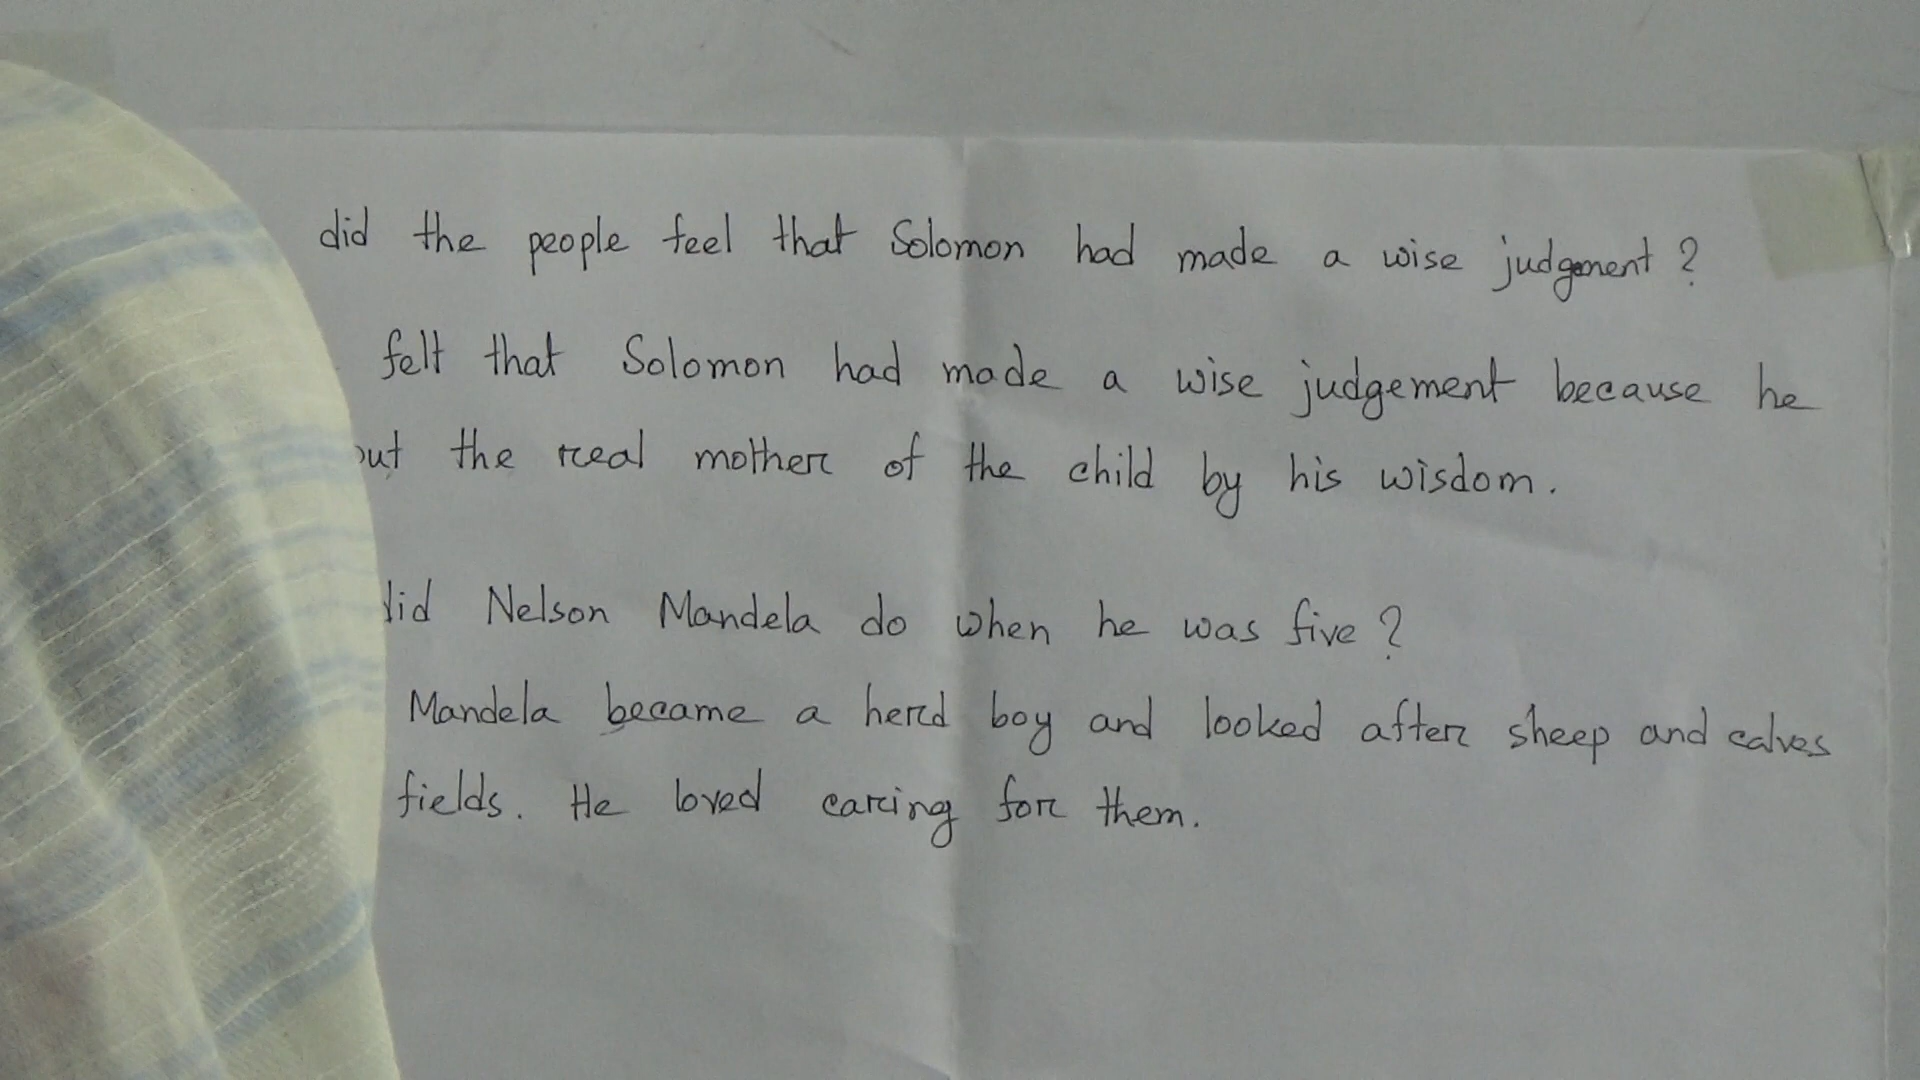 did the people feel that Solomon had made a wise judgement ?
felt that Solomon had made a wise judgement because he
out the real mother of the child by his wisdom.
did Nelson Mandela do when he was five ?
Mandela became a herd boy and looked after sheep and calves
fields. He loved caring for them.